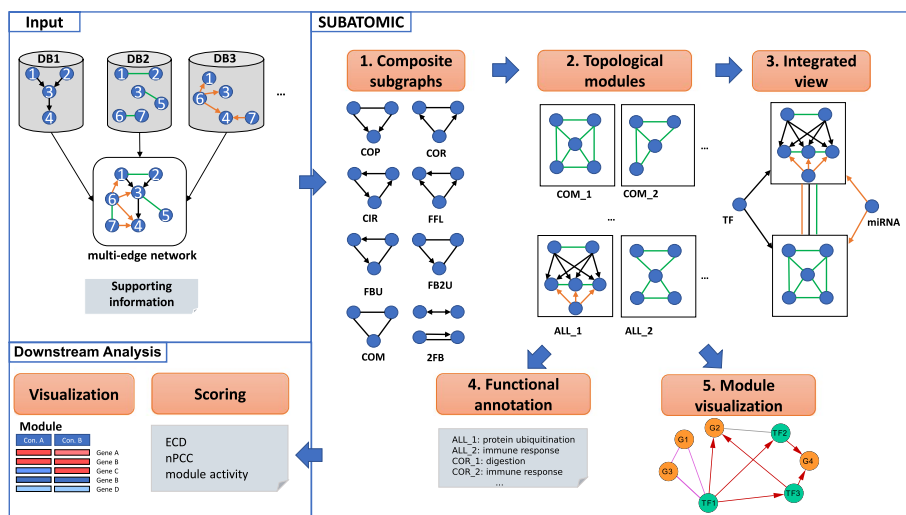 Input
DB1
DB2
DB3
1
2
3
4
1
2
3
5
6
7
1
3
6
4
7
...
1
2
3
6
5
7
4
multi-edge network
Supporting
information
SUBATOMIC
1. Composite
subgraphs
COP
COR
CIR
FFL
FBU
FB2U
COM
2FB
2. Topological
modules
COM_1
COM_2
...
...
ALL_1
ALL_2
...
3. Integrated
view
TF
miRNA
4. Functional
annotation
ALL_1: protein ubiquitination
ALL_2: immune response
COR_1: digestion
COR_2: immune response
...
5. Module
visualization
G1
G2
TF2
G3
G4
TF1
TF3
Downstream Analysis
Visualization
Scoring
Module
Con. A
Con. B
Gene A
Gene B
Gene C
Gene B
Gene D
ECD
nPCC
module activity